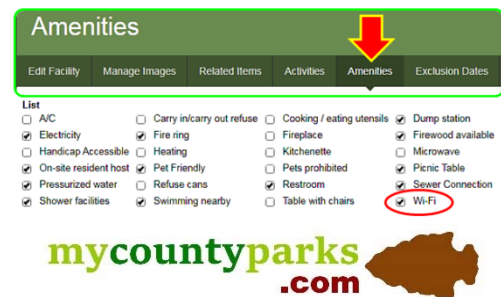 Amenities
Edit Facility Manage Images Related Items Activities Amenities Exclusion Dates
List
A/C Carry in/carry out refuse Cooking / eating utensils Dump station
Electricity Fire ring Fireplace Firewood available
Handicap Accessible Heating Kitchenette Microwave
On-site resident host Pet Friendly Pets prohibited Picnic Table
Pressurized water Refuse cans Restroom Sewer Connection
Shower facilities Swimming nearby Table with chairs Wi-Fi
mycountyparks
.com